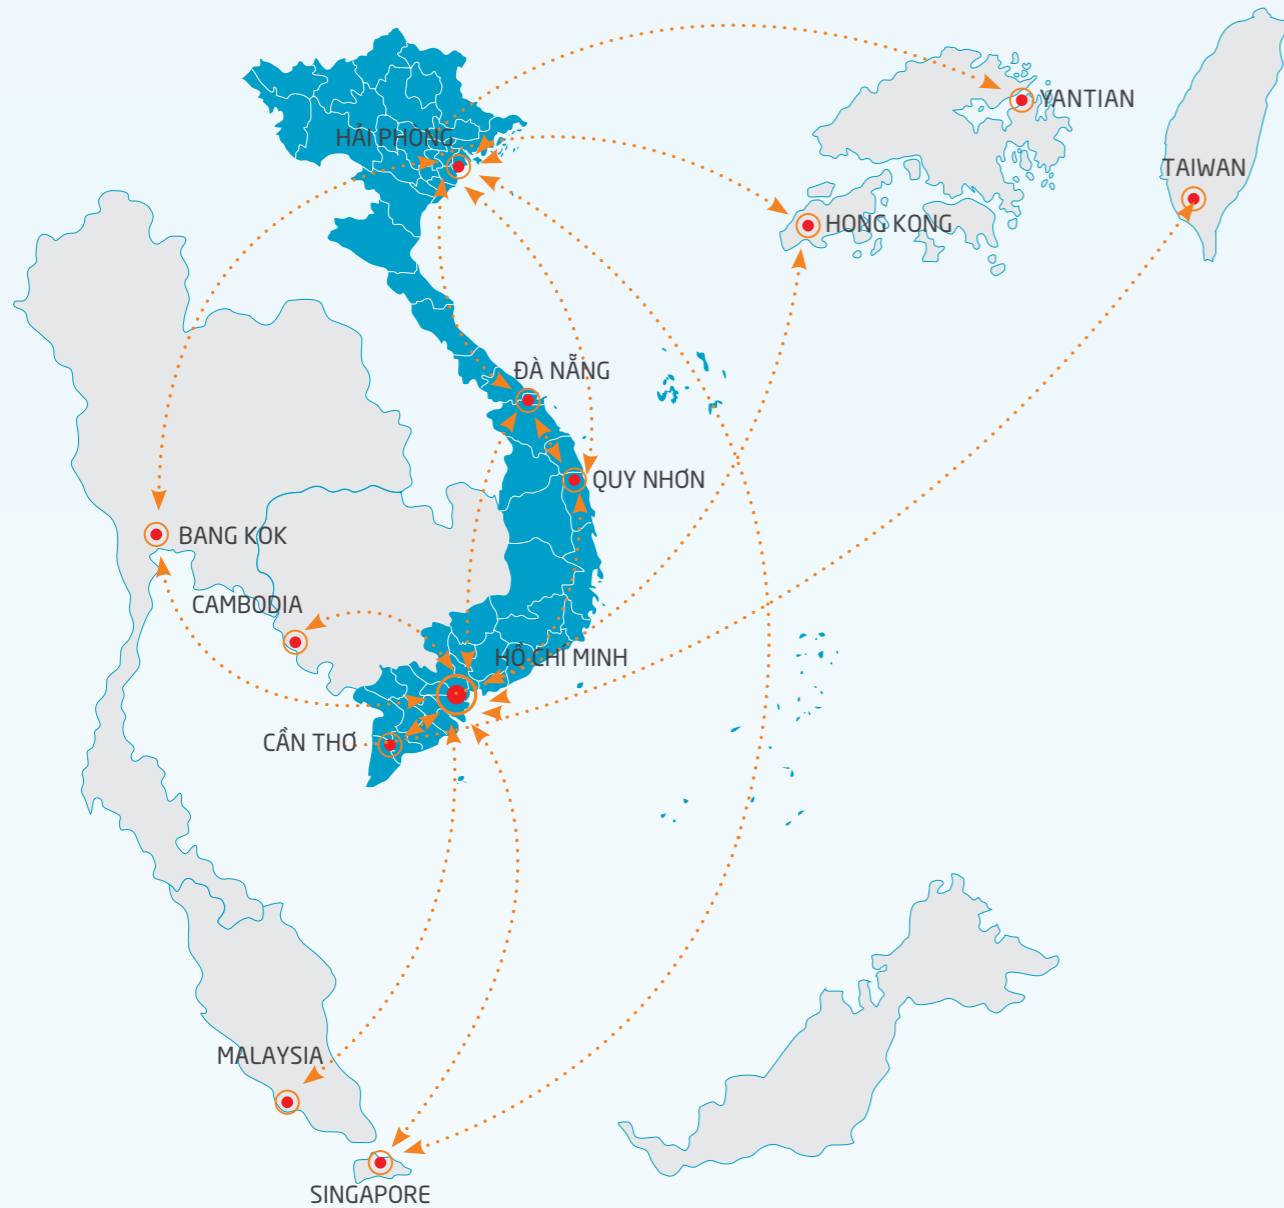 YANTIAN
HẢI PHÒNG
TAIWAN
HONG KONG
ĐÀ NẴNG
QUY NHƠN
BANG KOK
CAMBODIA
HỒ CHÍ MINH
CẦN THƠ
MALAYSIA
SINGAPORE